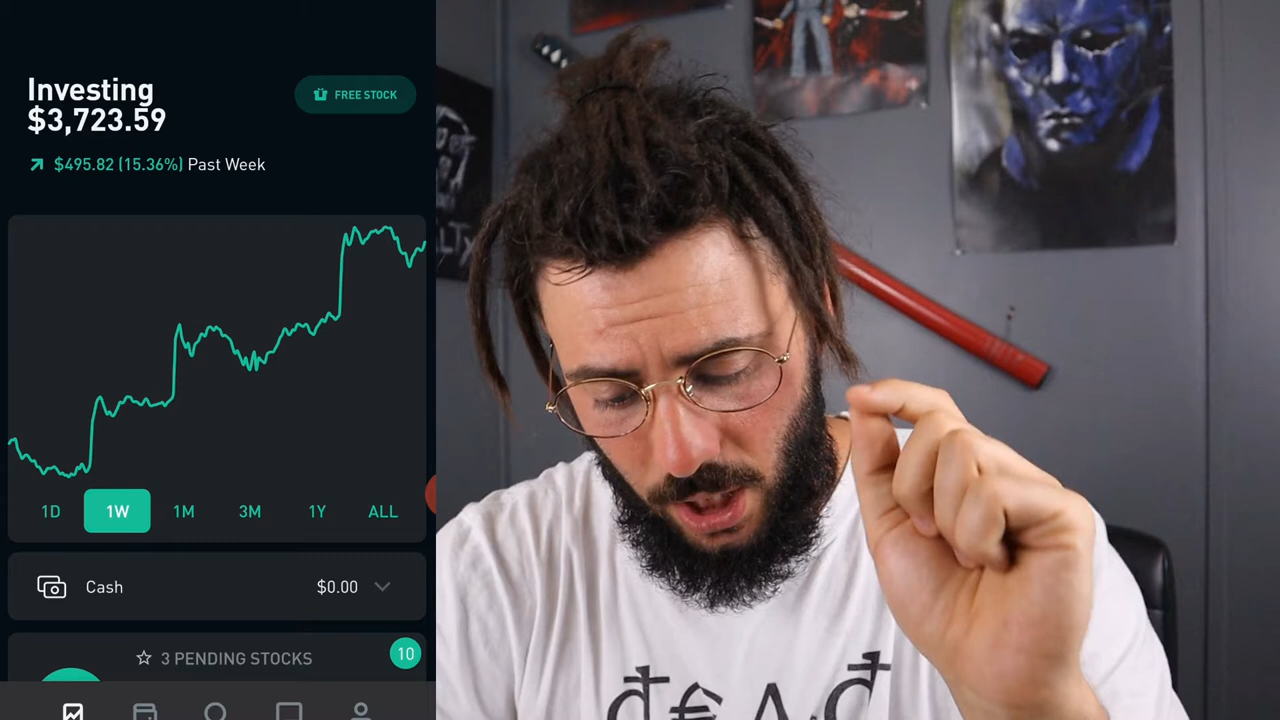 Investing
$3,723.59
FREE STOCK
$495.82 (15.36%) Past Week
1D 1W 1M 3M 1Y ALL
Cash $0.00
3 PENDING STOCKS
10